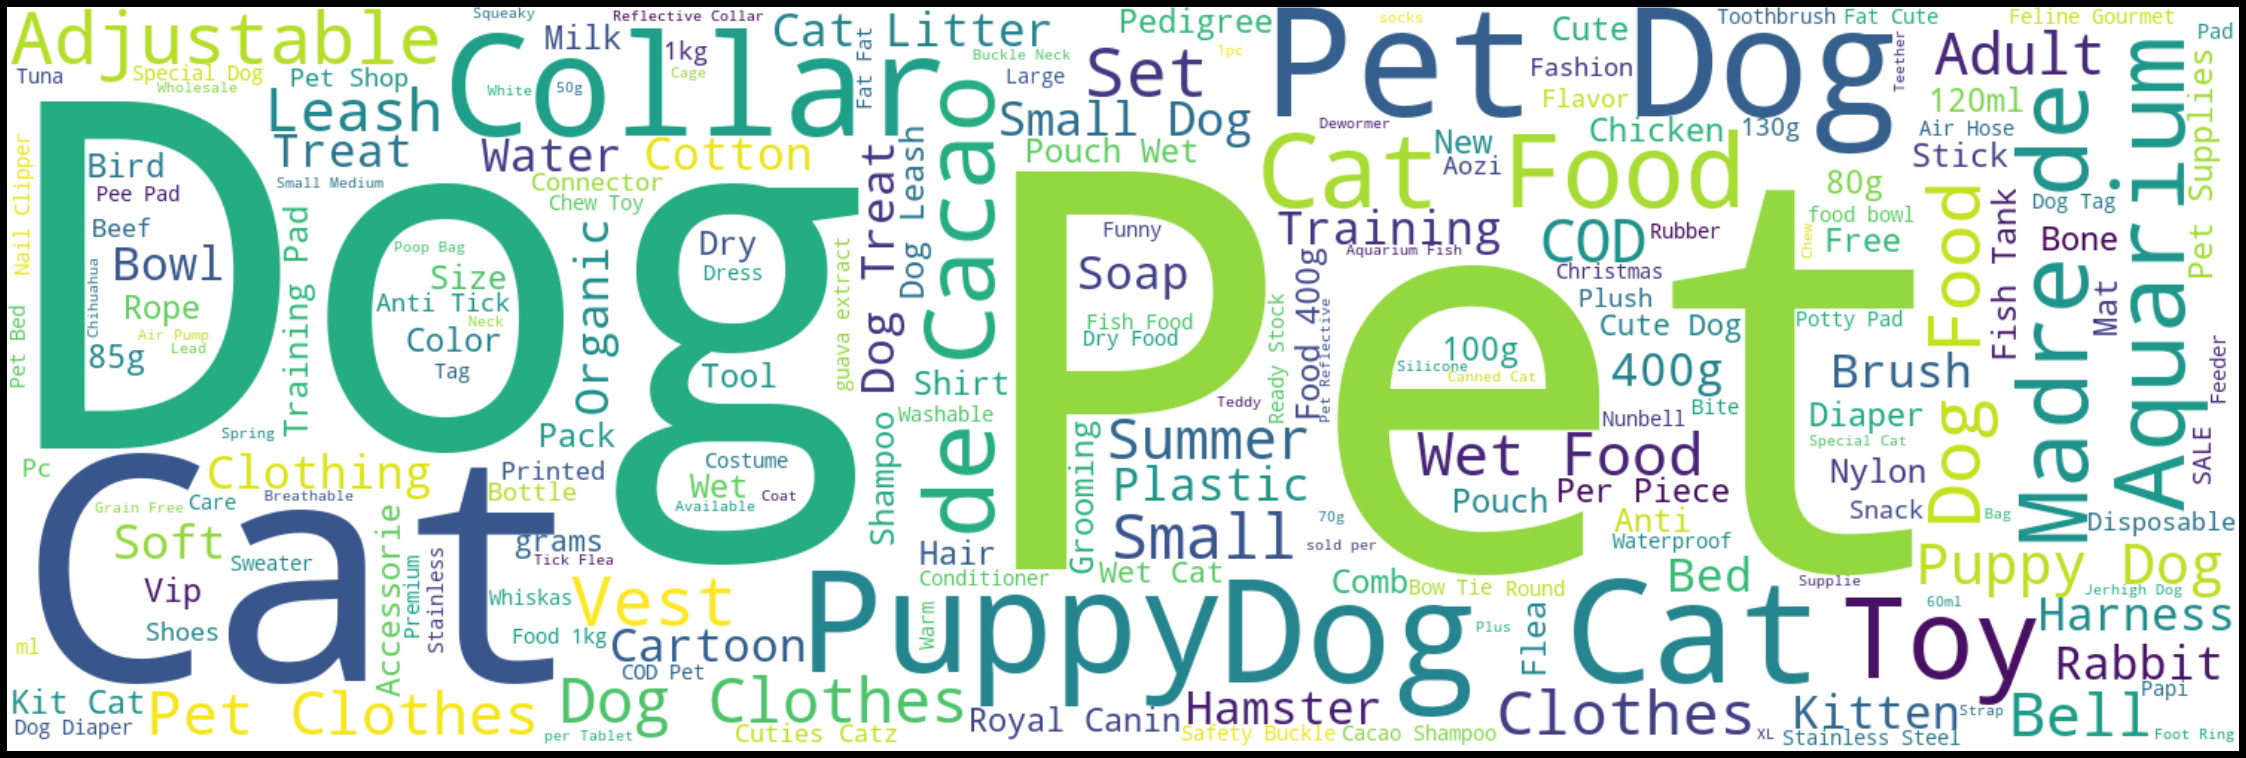 Adjustable
Squeaky
Reflective Collar
Milk
1kg
Cage
Collar
White
50g
Fat Fat
Cat Litter
Buckle Neck
Large
Pedigree
1pc
Set
Small Dog
Pet Dog
socks
Cute
Toothbrush
Fat Cute
Feline Gourmet
Pad
Tuna
Special Dog
Wholesale
Pet Shop
Leash
Treat
Small Medium
Water
Cotton
Connector
Chew Toy
Dog Leash
de Cacao
Pouch Wet
Dewormer
Cat Food
New
Aozi
Fashion
Flavor
Chicken
130g
Teether
Adult
120ml
Air Hose
Stick
Madre de
Aquarium
Pet Supplies
Nail Clipper
Bird
Pee Pad
Beef
Bowl
Rope
Chihuahua
Air Pump
Lead
85g
Pet Bed
Training Pad
Dog
Poop Bag
Size
Anti Tick
Neck
Color
Tag
Organic
Dry
Dress
Tool
guava extract
Dog Treat
Pet
Funny
Soap
Fish Food
Dry Food
Training
Aquarium Fish
COD
Rubber
Christmas
Plush
Cute Dog
Food 400g
Pet Reflective
Ready Stock
100g
Silicone
Canned Cat
400g
Chew
80g
food bowl
Free
Potty Pad
Dog Food
Fish Tank
Dog Tag
Bone
Mat
Brush
Diaper
Special Cat
Feeder
Shirt
Washable
Teddy
Nunbell
Bite
Spring
Pack
Shampoo
Grooming
Summer
Plastic
Small
Wet Food
Pouch
Per Piece
Nylon
Snack
SALE
Pc
Clothing
Printed
Bottle
Costume
Wet
Coat
Available
Grain Free
Care
Breathable
Cat
Soft
Sweater
Vip
Shoes
ml
Accessorie
Premium
Stainless
grams
Tick Flea
Whiskas
Food 1kg
Vest
Cartoon
COD Pet
Hair
Conditioner
Warm
Wet Cat
70g
sold per
Anti
Waterproof
Bag
Disposable
Puppy Dog
Comb
Bow Tie Round
Bed
Supplie
Jerhigh Dog
Puppy
Dog Cat
Plus
Flea
Toy
60ml
Harness
Rabbit
Kit Cat
Dog Diaper
Pet Clothes
Dog Clothes
per Tablet
Cuties Catz
Royal Canin
Hamster
Safety Buckle
Cacao Shampoo
Clothes
XL
Kitten
Stainless Steel
Strap
Bell
Papi
Foot Ring